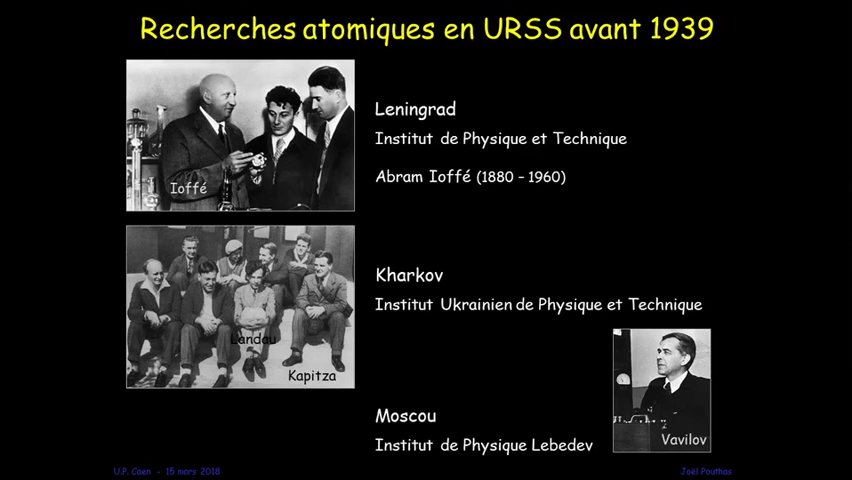 Recherches atomiques en URSS avant 1939
Ioffé
Leningrad
Institut de Physique et Technique
Abram Ioffé (1880 – 1960)
Landau
Kapitza
Kharkov
Institut Ukrainien de Physique et Technique
Moscou
Institut de Physique Lebedev
Vavilov
U.P. Caen - 15 mars 2018
Joël Pouthas